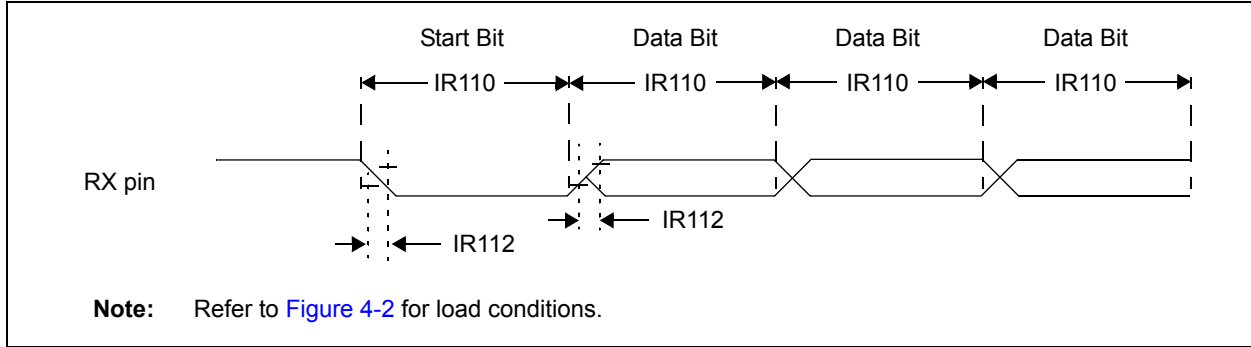 Start Bit Data Bit Data Bit Data Bit
IR110 IR110 IR110 IR110
RX pin
IR112
IR112
Note: Refer to Figure 4-2 for load conditions.